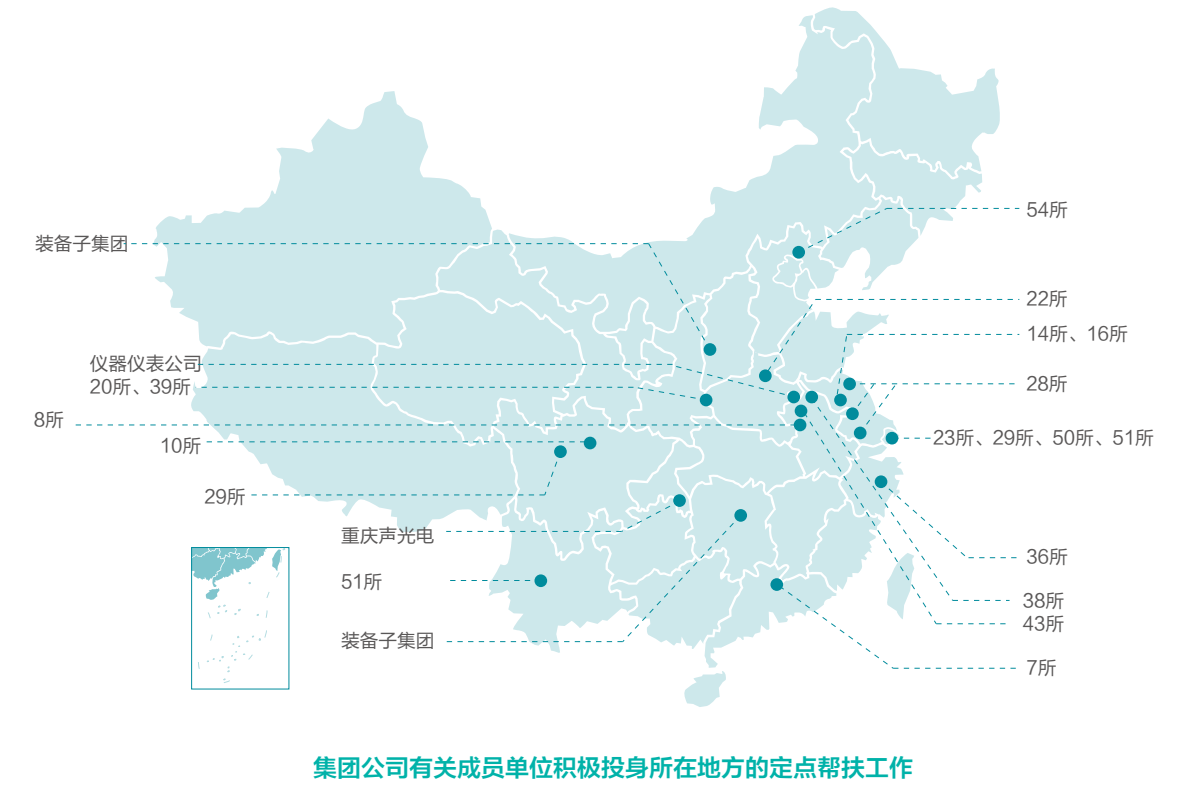 54所
装备子集团
22所
14所、16所
仪器仪表公司
20所、39所
28所
8所
23所、29所、50所、51所
10所
29所
重庆声光电
36所
51所
38所
43所
装备子集团
7所
集团公司有关成员单位积极投身所在地方的定点帮扶工作